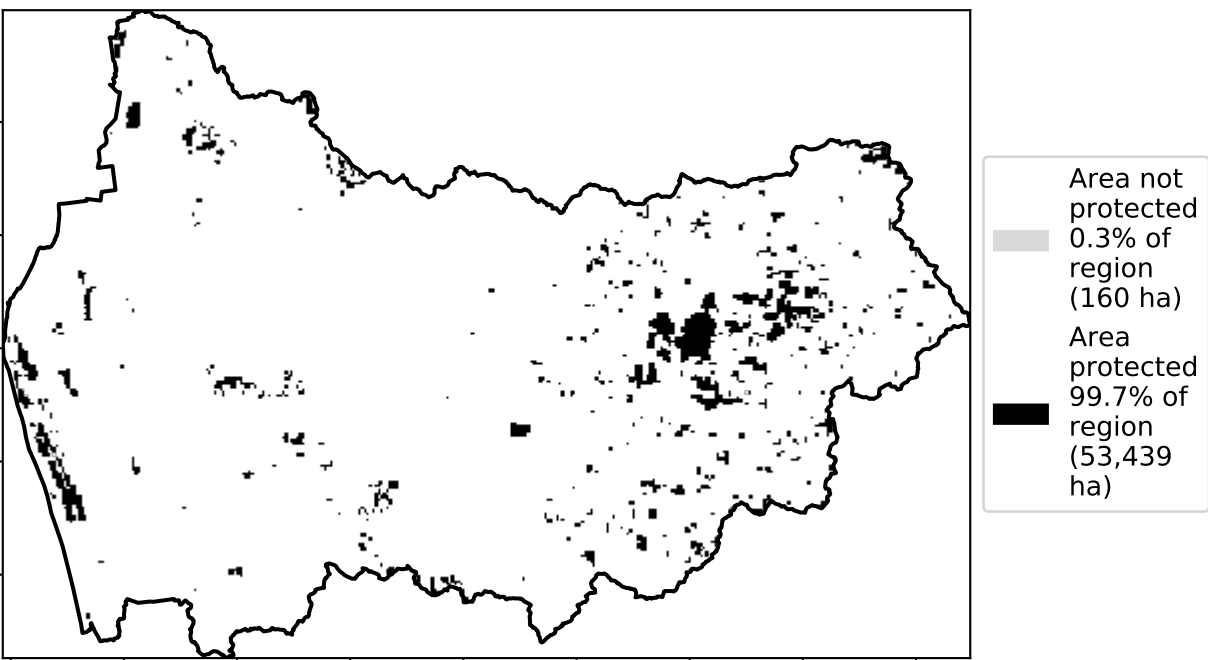 Area not
protected
0.3% of
region
(160 ha)
Area
protected
99.7% of
region
(53,439
ha)